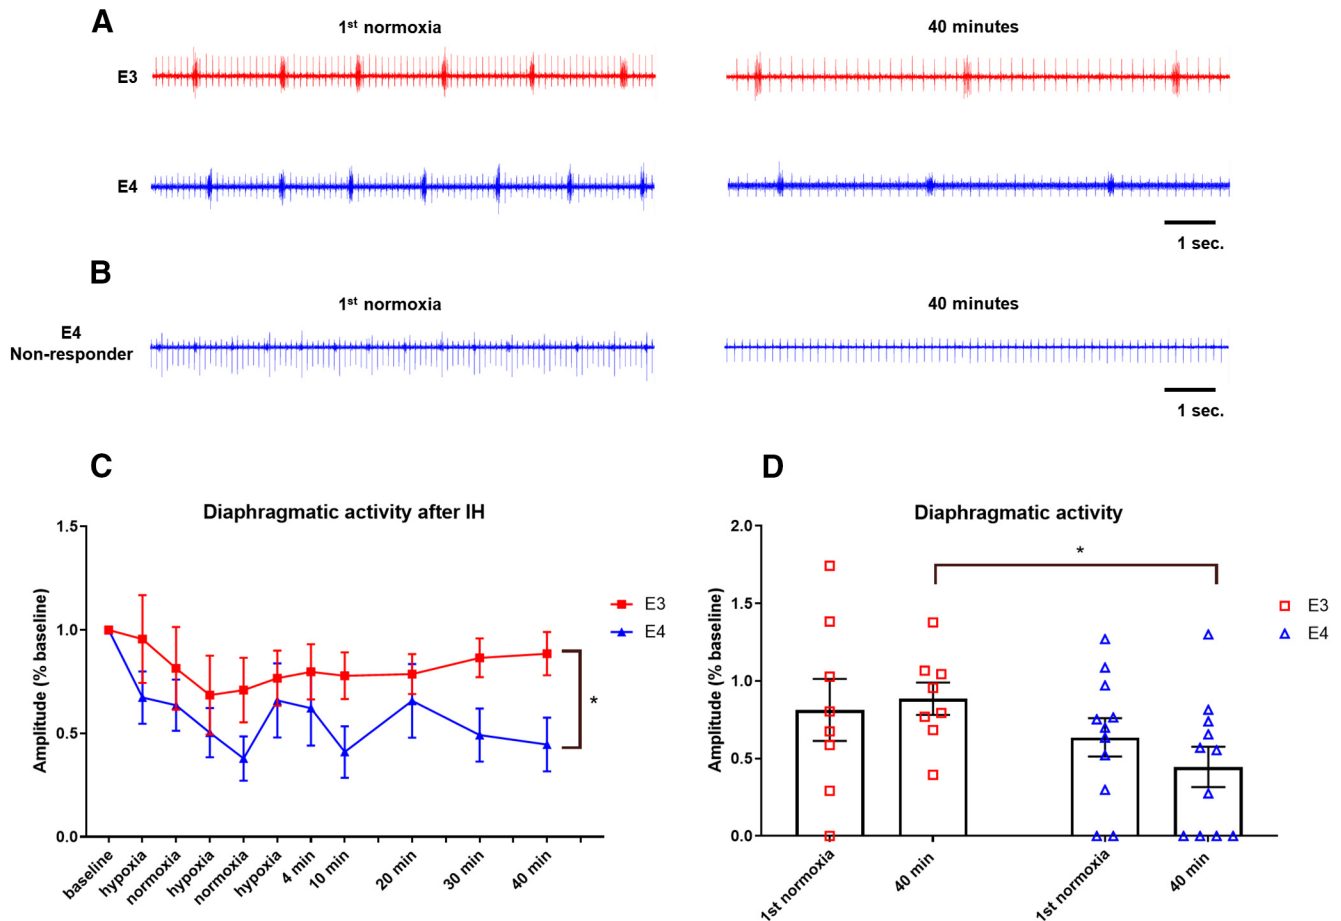 A
1st normoxia
40 minutes
E3
E4
1 sec.
B
1st normoxia
40 minutes
E4
Non-responder
1 sec.
C
Diaphragmatic activity after IH
Amplitude (% baseline)
1.5
1.0
0.5
0.0
baseline
hypoxia
normoxia
hypoxia
normoxia
hypoxia
4 min
10 min
20 min
30 min
40 min
E3
E4
*
D
Diaphragmatic activity
Amplitude (% baseline)
2.0
1.5
1.0
0.5
0.0
1st normoxia
40 min
1st normoxia
40 min
*
E3
E4